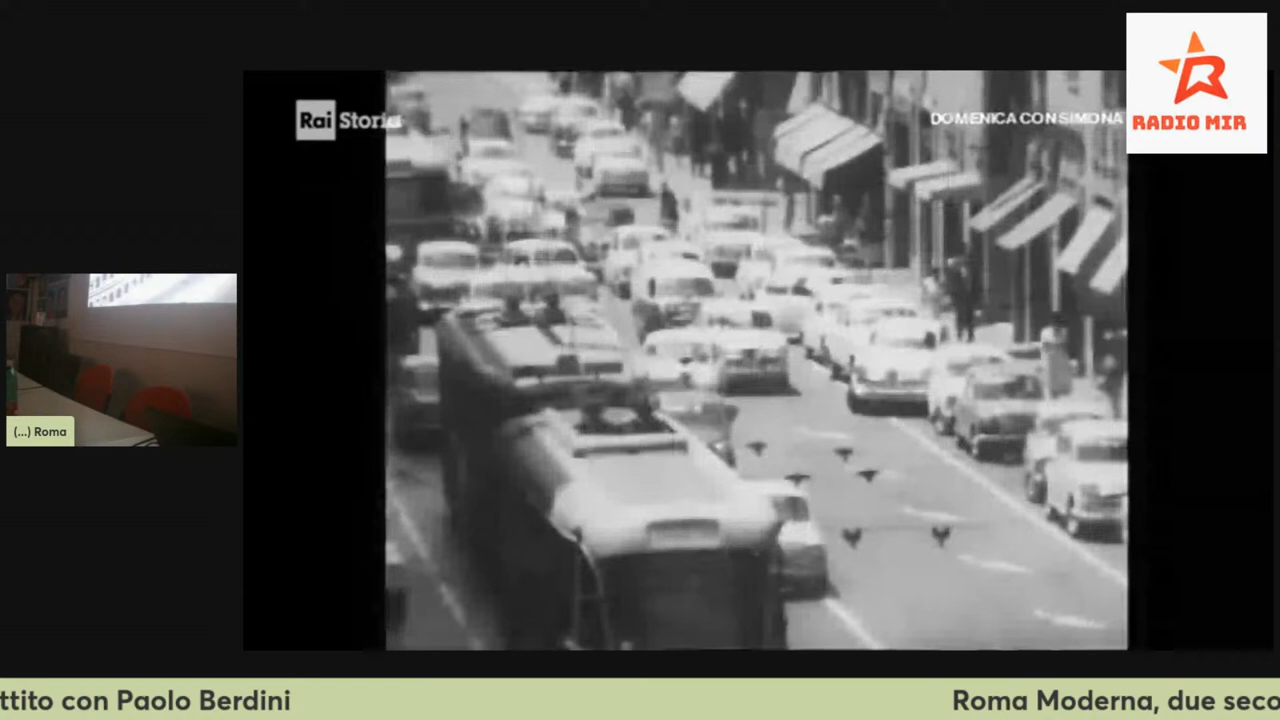 Rai Storia
DOMENICA CON SIMONA
RADIO MIR
(...) Roma
ttito con Paolo Berdini
Roma Moderna, due seco